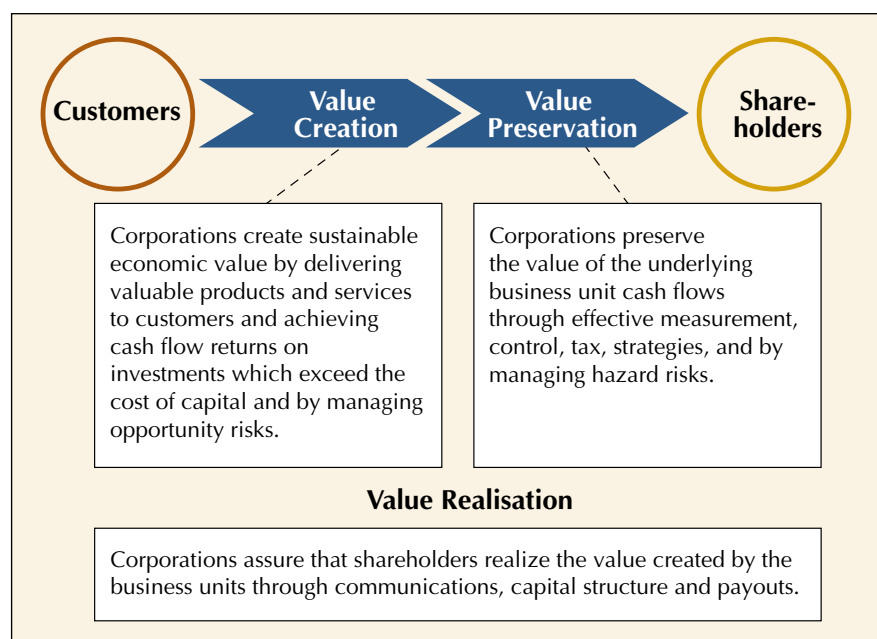 Customers
Value
Creation
Value
Preservation
Share-
holders
Corporations create sustainable
economic value by delivering
valuable products and services
to customers and achieving
cash flow returns on
investments which exceed the
cost of capital and by managing
opportunity risks.
Corporations preserve
the value of the underlying
business unit cash flows
through effective measurement,
control, tax, strategies, and by
managing hazard risks.
Value Realisation
Corporations assure that shareholders realize the value created by the
business units through communications, capital structure and payouts.